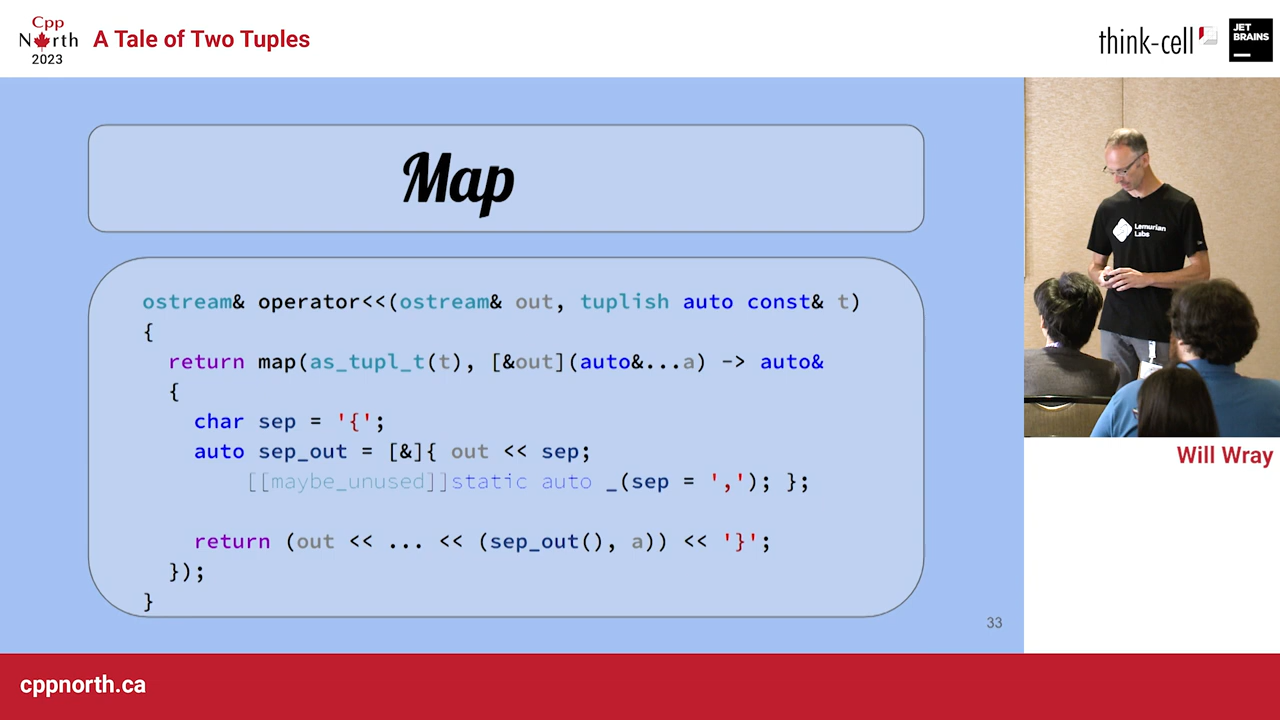 Cpp
North
2023
A Tale of Two Tuples
think-cell
JET
BRAINS
Map
ostream& operator<<(ostream& out, tuplish auto const& t)
{
return map(as_tupl_t(t), [&out](auto&...a) -> auto&
{
char sep = '{';
auto sep_out = [&]{ out << sep;
[[maybe_unused]]static auto _(sep = ','); };
return (out << ... << (sep_out(), a)) << '}';
});
}
33
Lemurian
Labs
Will Wray
cppnorth.ca